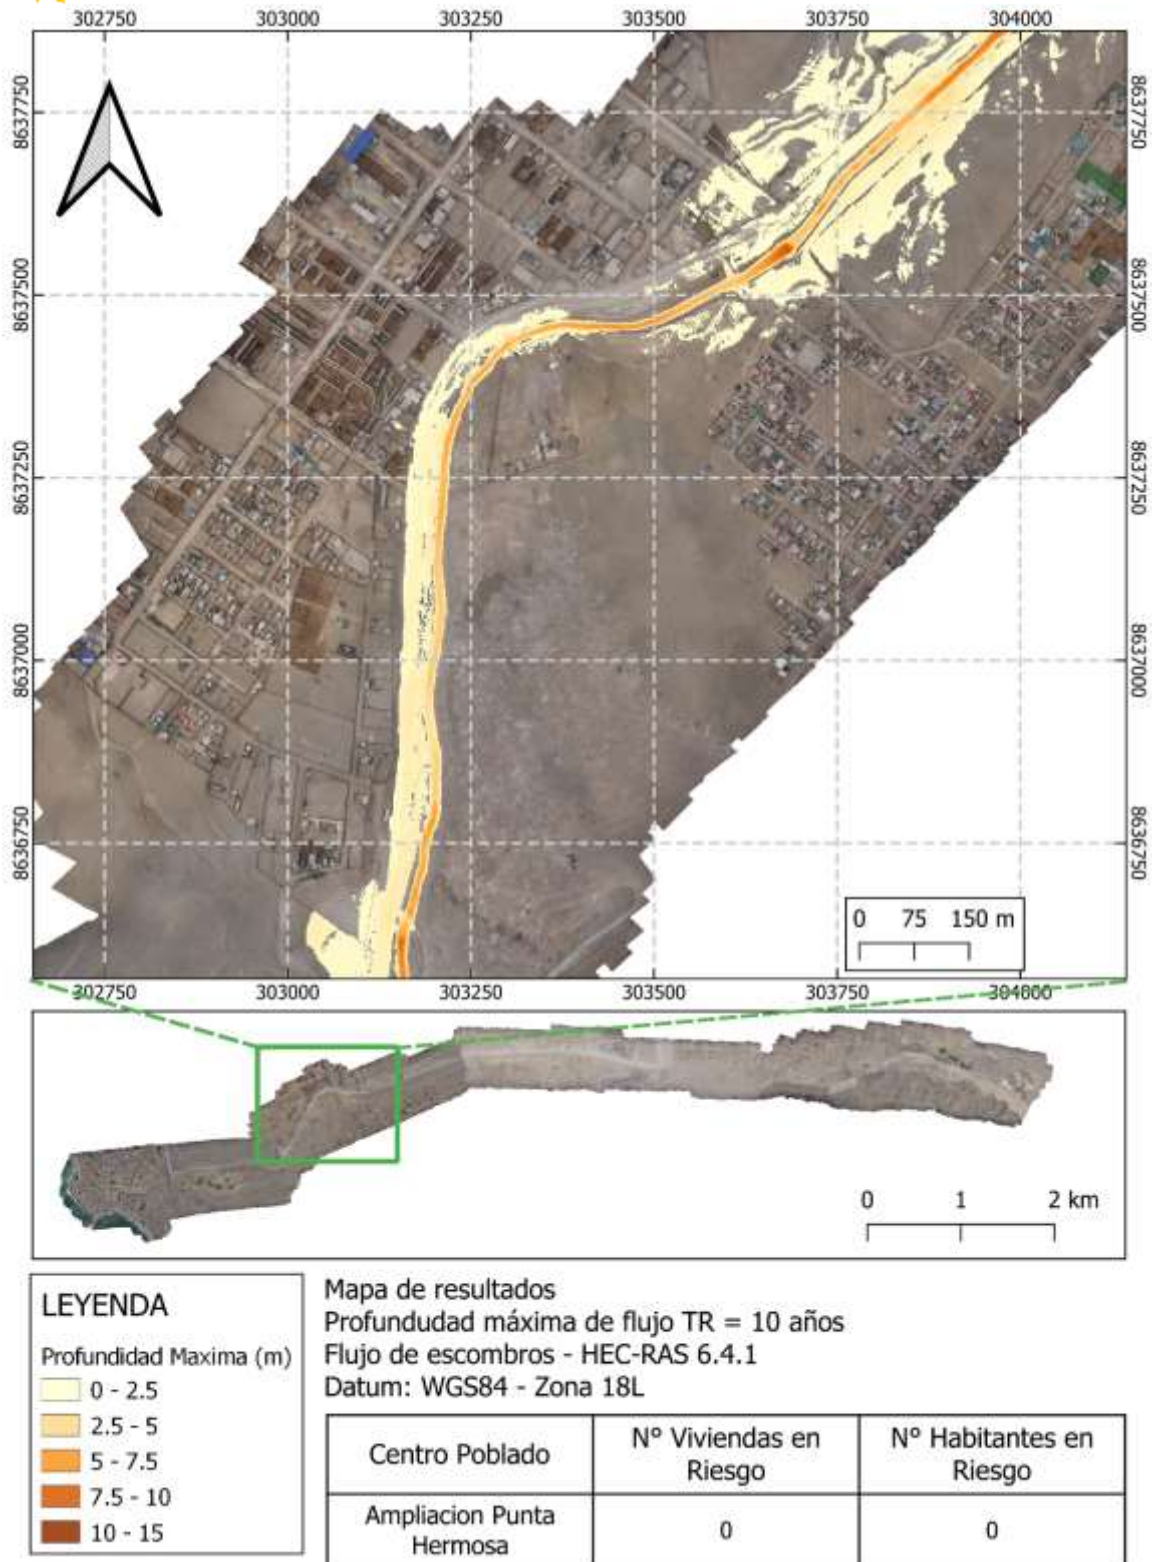 302750 303000 303250 303500 303750 304000
8637750 8637750
8637500 8637500
8637250 8637250
8637000 8637000
8636750 8636750
0 75 150 m
302750 303000 303250 303500 303750 304000
0 1 2 km
LEYENDA
Profundidad Maxima (m)
0 - 2.5
2.5 - 5
5 - 7.5
7.5 - 10
10 - 15
Mapa de resultados
Profundudad máxima de flujo TR = 10 años
Flujo de escombros - HEC-RAS 6.4.1
Datum: WGS84 - Zona 18L
Centro Poblado
N° Viviendas en
Riesgo
N° Habitantes en
Riesgo
Ampliacion Punta
Hermosa
0
0